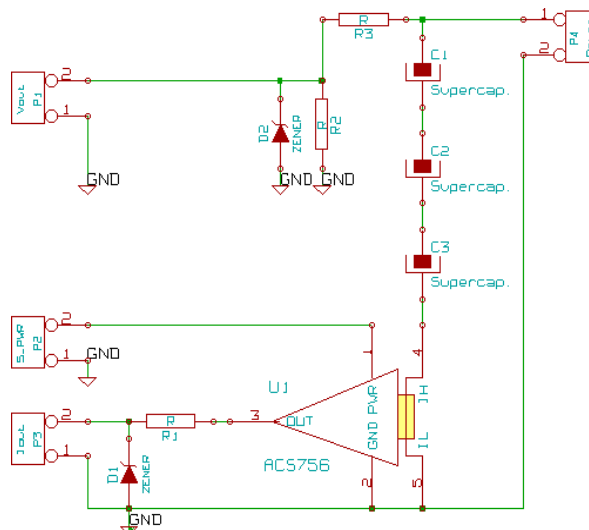 R
R3
1
2
P4
C1
Supercap.
2
1
Vout
P1
GND
D2
ZENER
R
R2
GND
GND
C2
Supercap.
C3
Supercap.
2
1
S_PWR
P2
GND
1
4
U1
IH
PWR
3
OUT
GND
IL
ACS756
2
5
2
1
Iout
P3
R
R1
D1
ZENER
GND